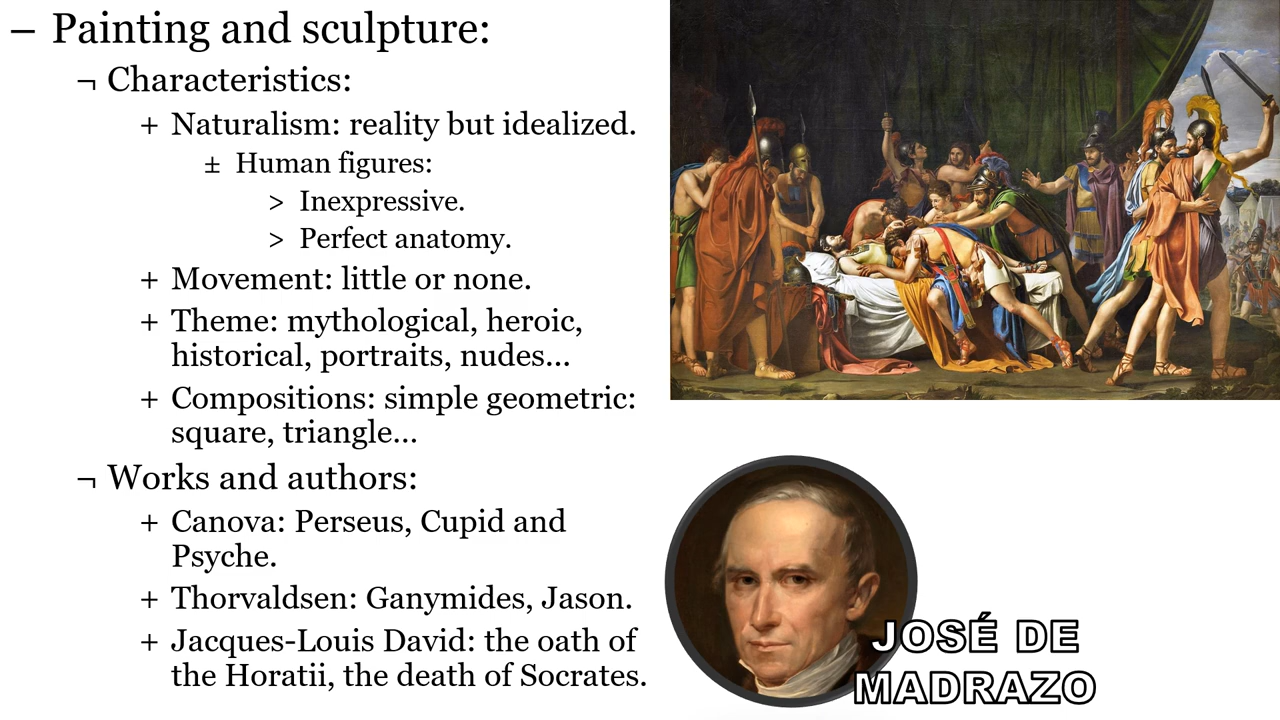 – Painting and sculpture:
¬ Characteristics:
+ Naturalism: reality but idealized.
± Human figures:
> Inexpressive.
> Perfect anatomy.
+ Movement: little or none.
+ Theme: mythological, heroic,
historical, portraits, nudes...
+ Compositions: simple geometric:
square, triangle...
¬ Works and authors:
+ Canova: Perseus, Cupid and
Psyche.
+ Thorvaldsen: Ganymides, Jason.
+ Jacques-Louis David: the oath of
the Horatii, the death of Socrates.
JOSÉ DE
MADRAZO